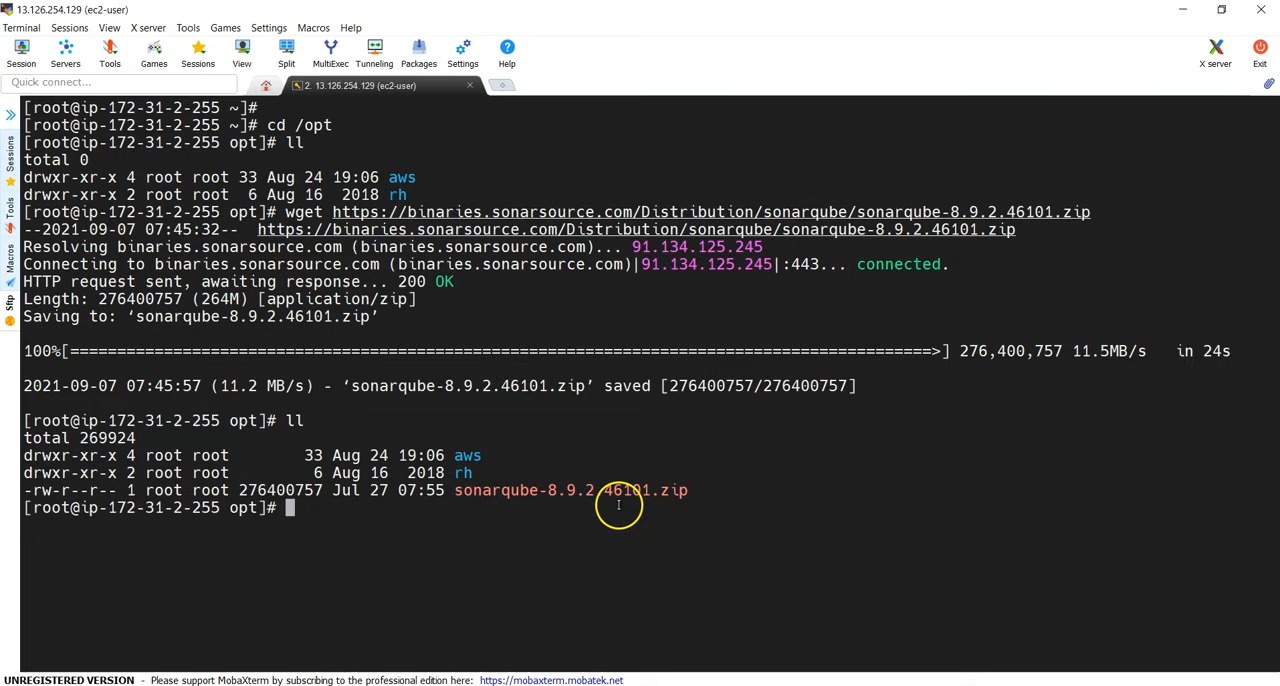 13.126.254.129 (ec2-user)
Terminal Sessions View X server Tools Games Settings Macros Help
Session Servers Tools Games Sessions View Split MultiExec Tunneling Packages Settings Help X server Exit
Quick connect...
2. 13.126.254.129 (ec2-user)
Sessions
Tools
Macros
Sftp
[root@ip-172-31-2-255 ~]#
[root@ip-172-31-2-255 ~]# cd /opt
[root@ip-172-31-2-255 opt]# ll
total 0
drwxr-xr-x 4 root root 33 Aug 24 19:06 aws
drwxr-xr-x 2 root root  6 Aug 16  2018 rh
[root@ip-172-31-2-255 opt]# wget https://binaries.sonarsource.com/Distribution/sonarqube/sonarqube-8.9.2.46101.zip
--2021-09-07 07:45:32--  https://binaries.sonarsource.com/Distribution/sonarqube/sonarqube-8.9.2.46101.zip
Resolving binaries.sonarsource.com (binaries.sonarsource.com)... 91.134.125.245
Connecting to binaries.sonarsource.com (binaries.sonarsource.com)|91.134.125.245|:443... connected.
HTTP request sent, awaiting response... 200 OK
Length: 276400757 (264M) [application/zip]
Saving to: ‘sonarqube-8.9.2.46101.zip’
100%[============================================================================================>] 276,400,757 11.5MB/s   in 24s
2021-09-07 07:45:57 (11.2 MB/s) - ‘sonarqube-8.9.2.46101.zip’ saved [276400757/276400757]
[root@ip-172-31-2-255 opt]# ll
total 269924
drwxr-xr-x 4 root root        33 Aug 24 19:06 aws
drwxr-xr-x 2 root root         6 Aug 16  2018 rh
-rw-r--r-- 1 root root 276400757 Jul 27 07:55 sonarqube-8.9.2.46101.zip
[root@ip-172-31-2-255 opt]#
UNREGISTERED VERSION - Please support MobaXterm by subscribing to the professional edition here: https://mobaxterm.mobatek.net